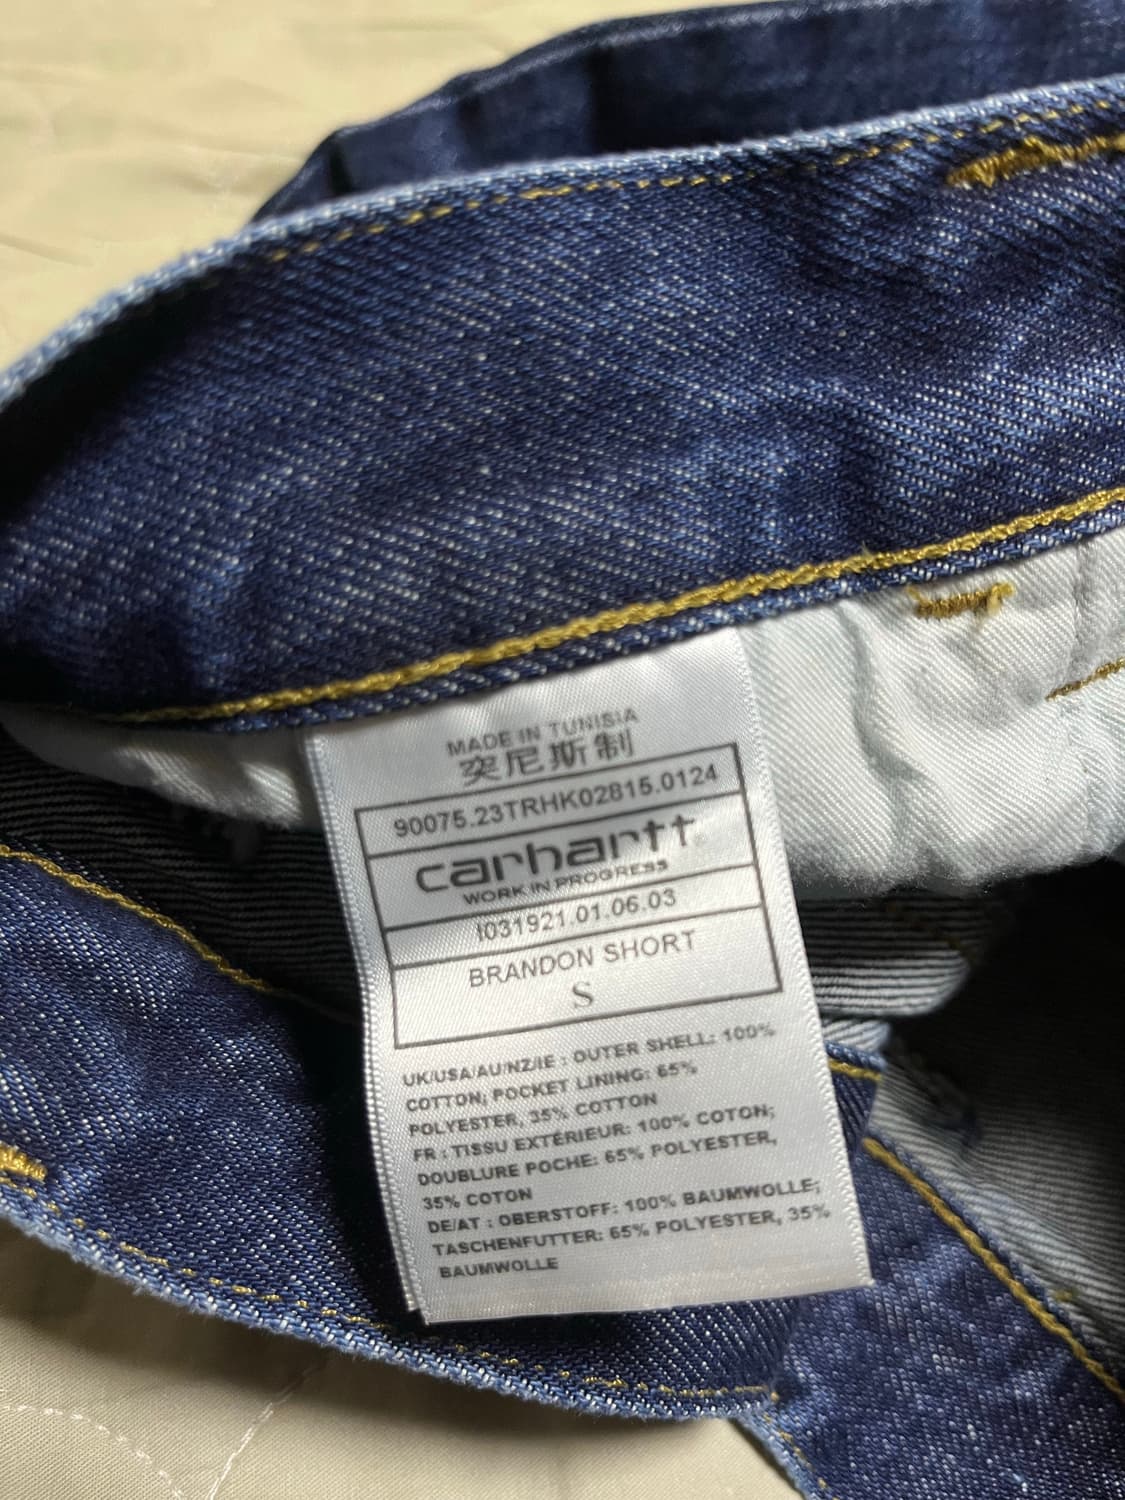 MADE IN TUNISIA
突尼斯制
90075.23TRHK02815.0124
carhartt
WORK IN PROGRESS
I031921.01.06.03
BRANDON SHORT
S
UK/USA/AU/NZ/IE : OUTER SHELL: 100%
COTTON; POCKET LINING: 65%
POLYESTER, 35% COTTON
FR : TISSU EXTÉRIEUR: 100% COTON;
DOUBLURE POCHE: 65% POLYESTER,
35% COTON
DE/AT : OBERSTOFF: 100% BAUMWOLLE;
TASCHENFUTTER: 65% POLYESTER, 35%
BAUMWOLLE